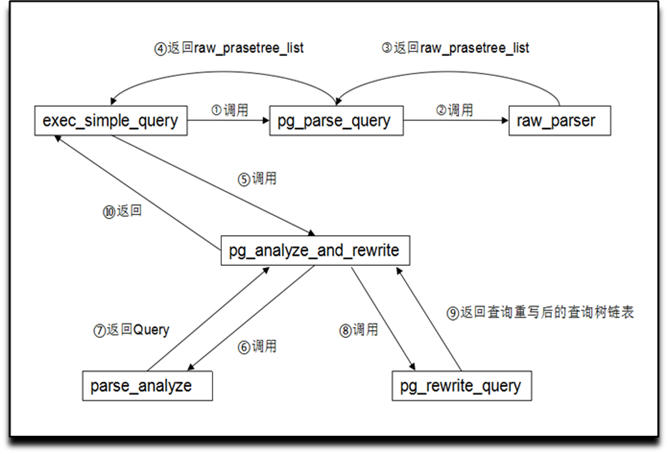 ④返回raw_prasetree_list
③返回raw_prasetree_list
exec_simple_query
①调用
pg_parse_query
②调用
raw_parser
⑤调用
⑩返回
pg_analyze_and_rewrite
⑦返回Query
⑥调用
⑧调用
⑨返回查询重写后的查询树链表
parse_analyze
pg_rewrite_query